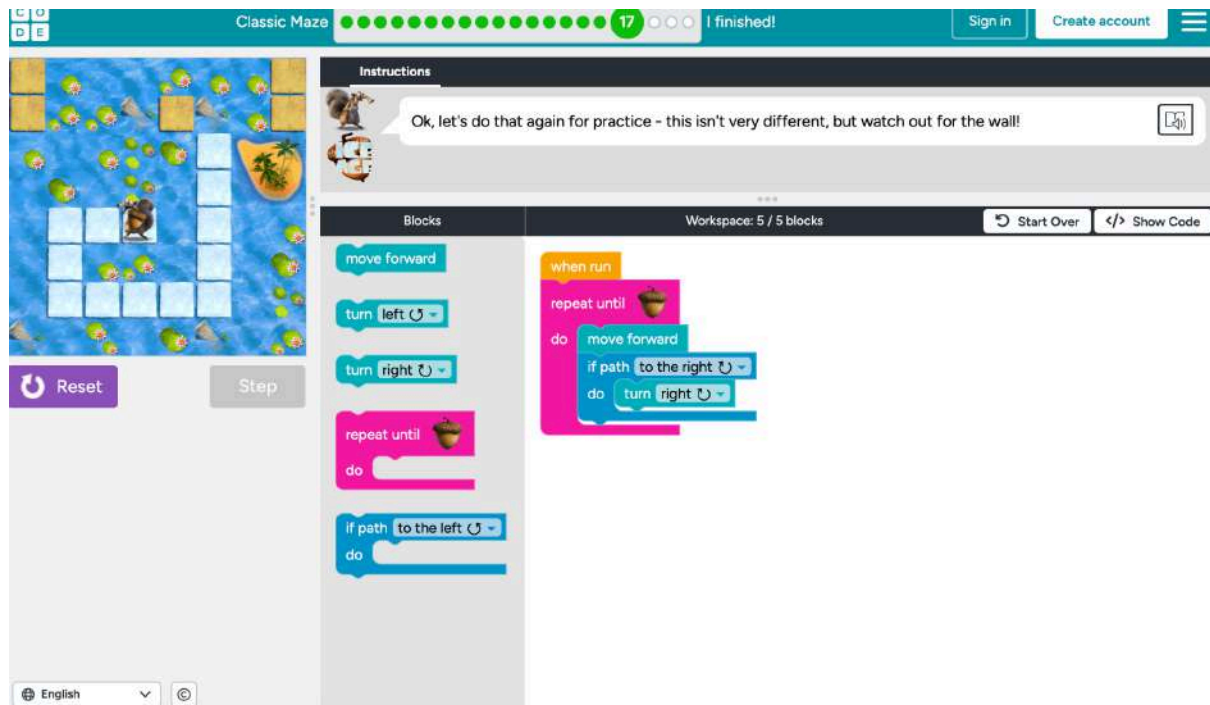 C O
D E
Classic Maze
17
I finished!
Sign in
Create account
Instructions
Ok, let's do that again for practice - this isn't very different, but watch out for the wall!
ICE
AGE
Blocks
Workspace: 5 / 5 blocks
Start Over
</> Show Code
move forward
turn left
turn right
repeat until
do
if path to the left
do
when run
repeat until
do move forward
if path to the right
do turn right
Reset
Step
English
©